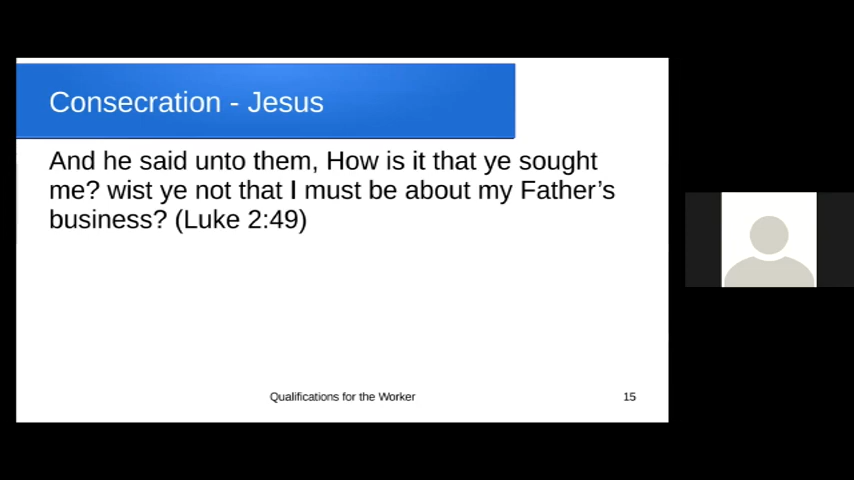 Consecration - Jesus
And he said unto them, How is it that ye sought
me? wist ye not that I must be about my Father’s
business? (Luke 2:49)
Qualifications for the Worker
15